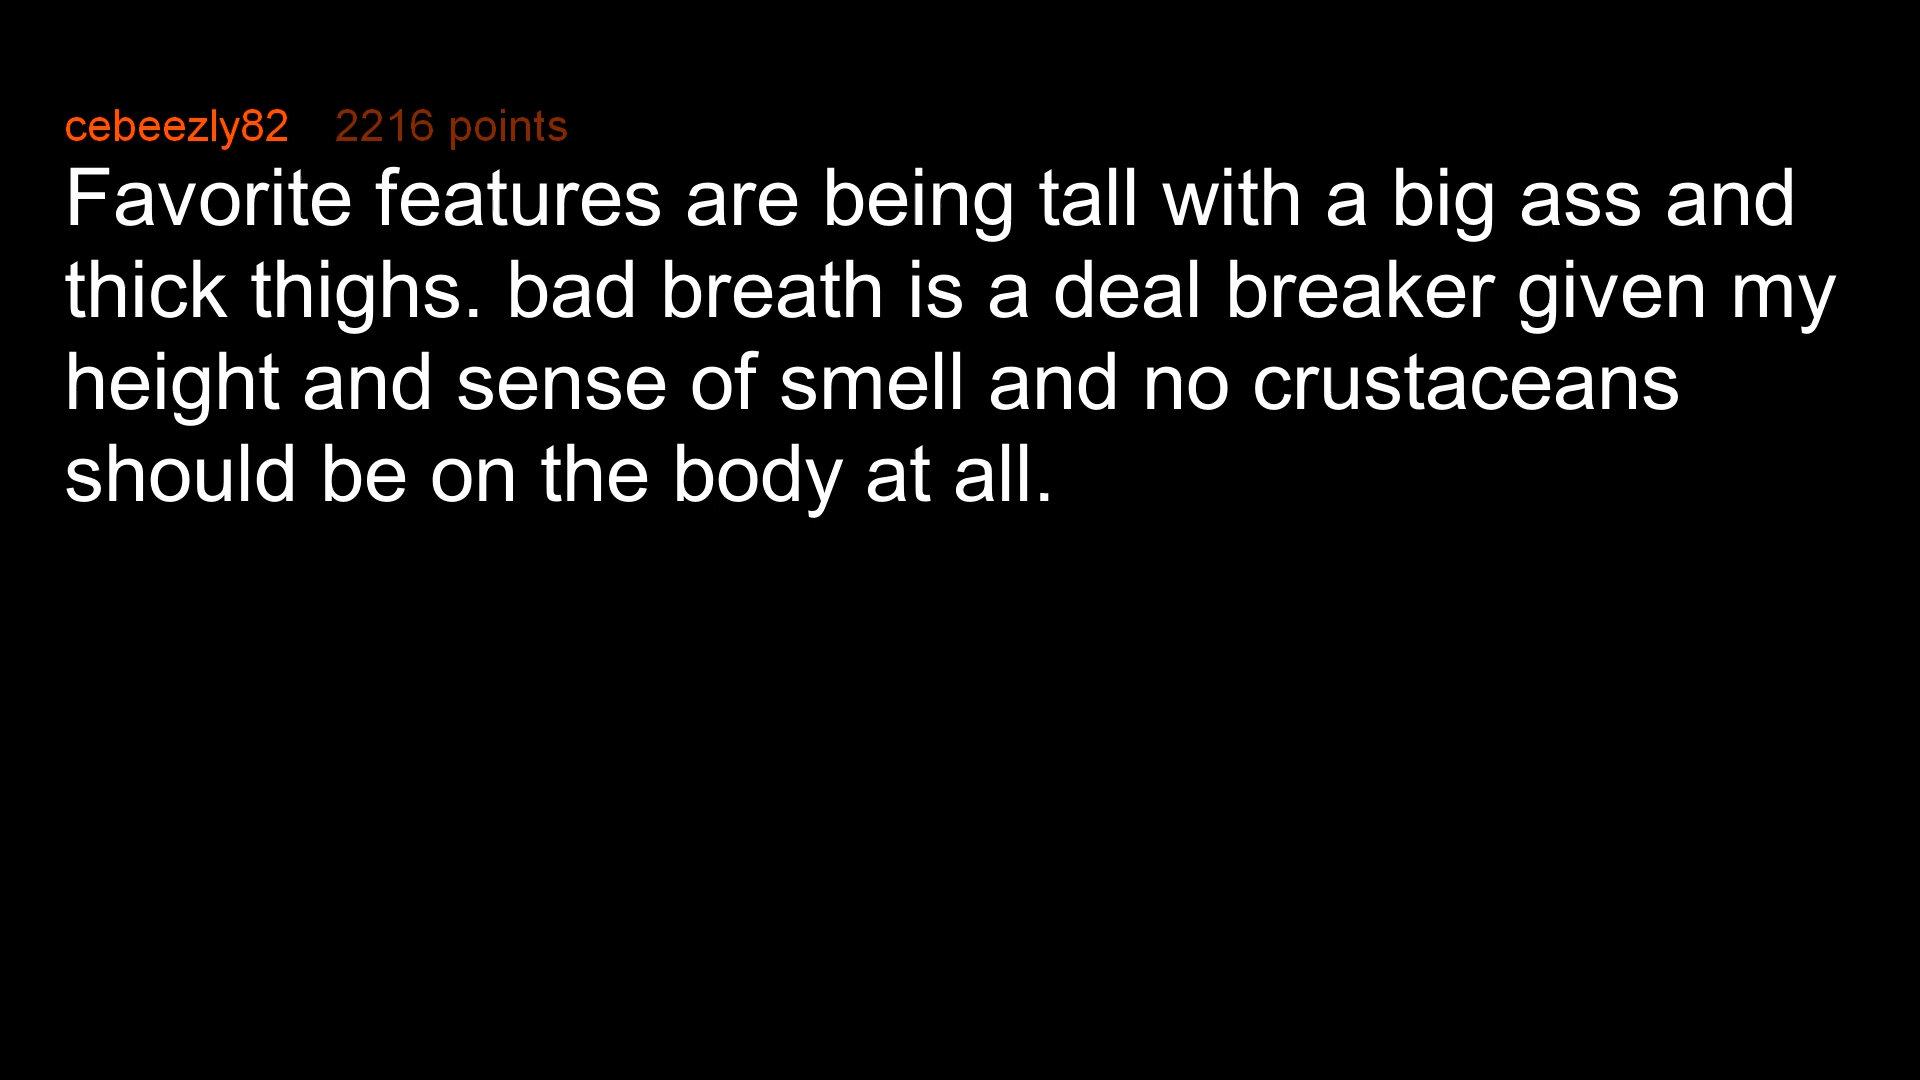 cebeezly82 2216 points
Favorite features are being tall with a big ass and
thick thighs. bad breath is a deal breaker given my
height and sense of smell and no crustaceans
should be on the body at all.